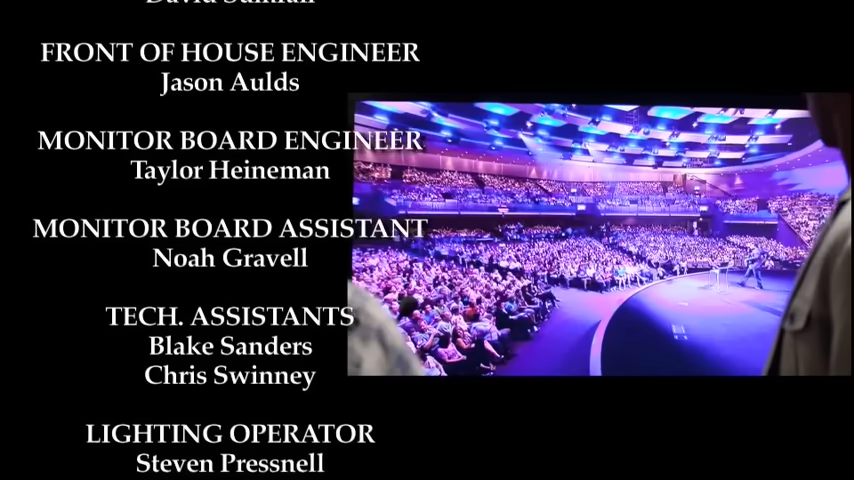 FRONT OF HOUSE ENGINEER
Jason Aulds
MONITOR BOARD ENGINEER
Taylor Heineman
MONITOR BOARD ASSISTANT
Noah Gravell
TECH. ASSISTANTS
Blake Sanders
Chris Swinney
LIGHTING OPERATOR
Steven Pressnell